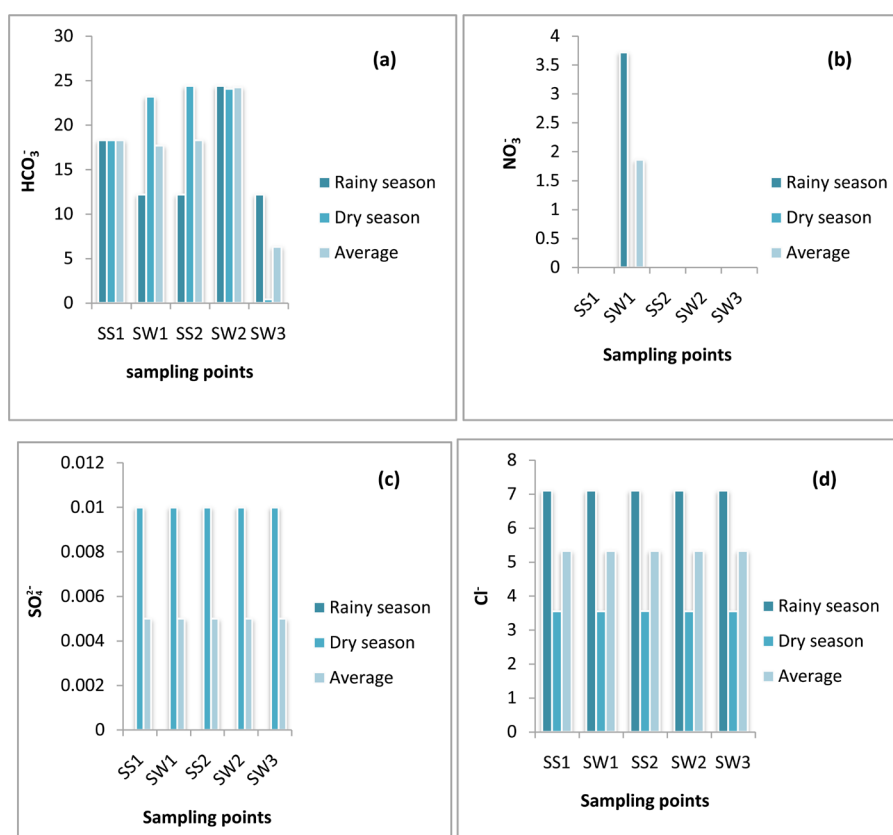 (a)
HCO₃⁻
30
25
20
15
10
5
0
SS1 SW1 SS2 SW2 SW3
sampling points
Rainy season
Dry season
Average
(b)
NO₃⁻
4
3.5
3
2.5
2
1.5
1
0.5
0
SS1 SW1 SS2 SW2 SW3
Sampling points
Rainy season
Dry season
Average
(c)
SO₄²⁻
0.012
0.01
0.008
0.006
0.004
0.002
0
SS1 SW1 SS2 SW2 SW3
Sampling points
Rainy season
Dry season
Average
(d)
Cl⁻
8
7
6
5
4
3
2
1
0
SS1 SW1 SS2 SW2 SW3
Sampling points
Rainy season
Dry season
Average